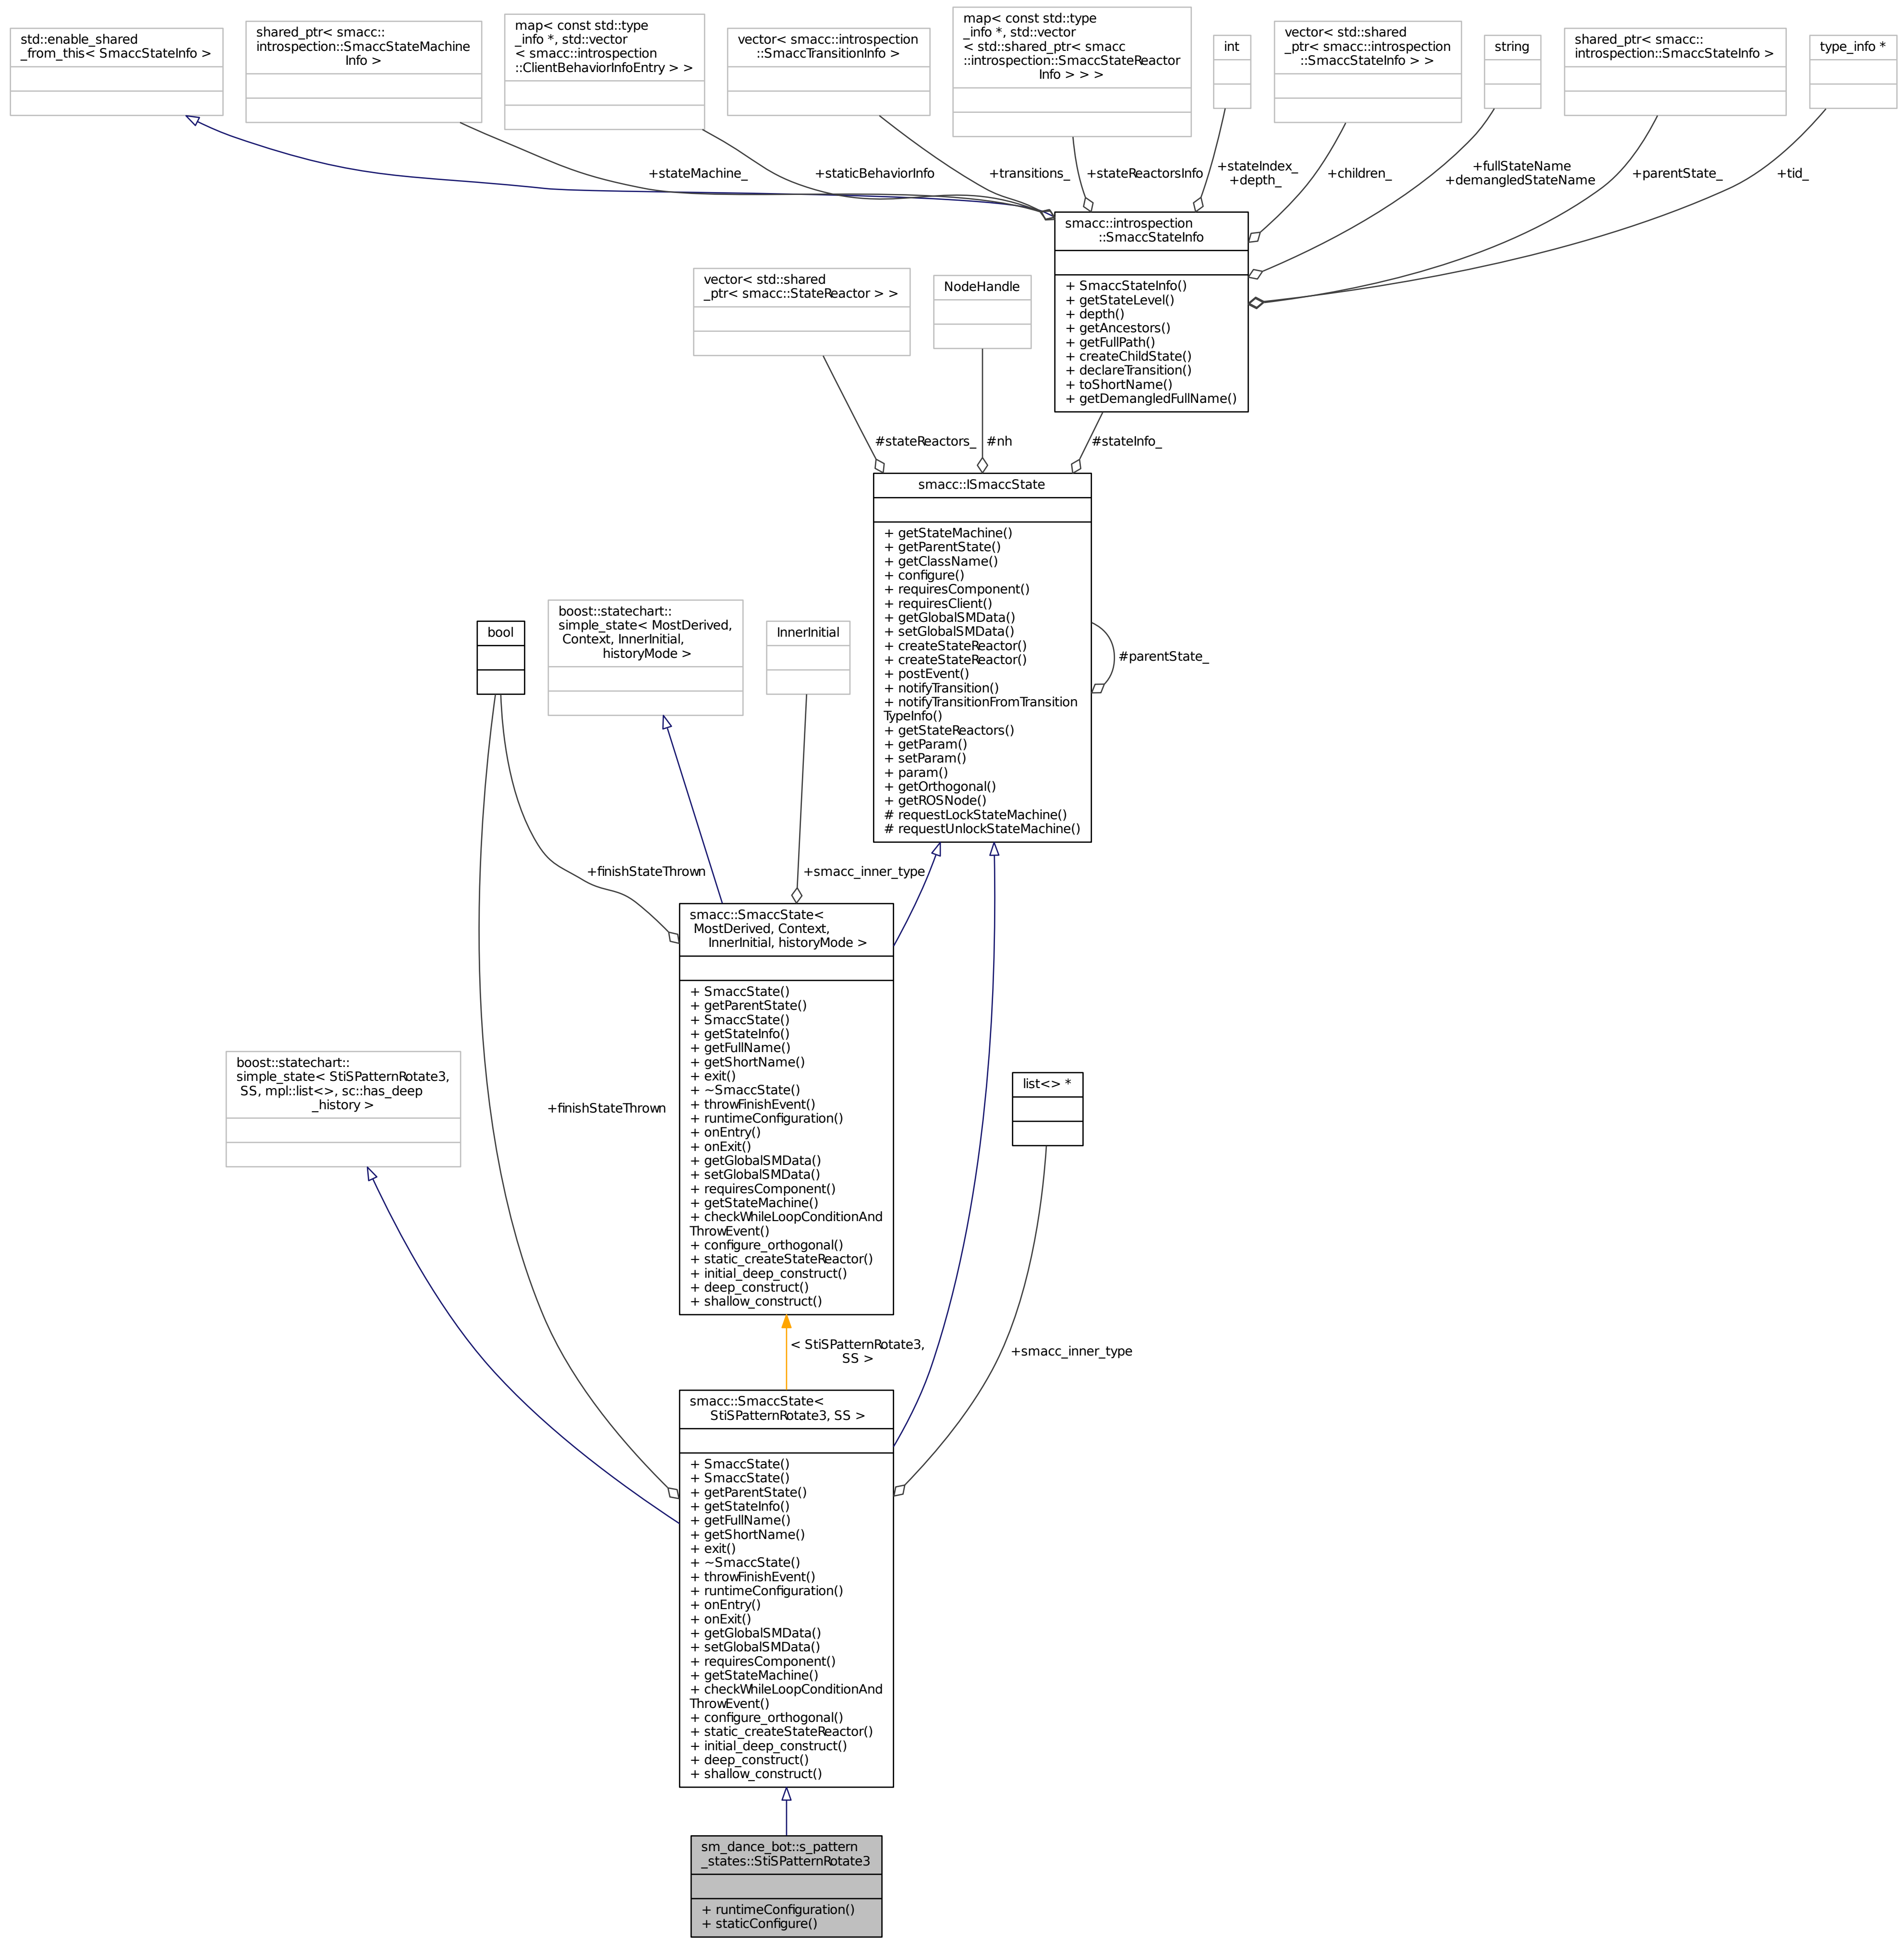 std::enable_shared
_from_this< SmaccStateInfo >
shared_ptr< smacc::
introspection::SmaccStateMachine
Info >
map< const std::type
_info *, std::vector
< smacc::introspection
::ClientBehaviorInfoEntry > >
vector< smacc::introspection
::SmaccTransitionInfo >
map< const std::type
_info *, std::vector
< std::shared_ptr< smacc
::introspection::SmaccStateReactor
Info > > >
int
vector< std::shared
_ptr< smacc::introspection
::SmaccStateInfo > >
string
shared_ptr< smacc::
introspection::SmaccStateInfo >
type_info *
+stateMachine_
+staticBehaviorInfo
+transitions_
+stateReactorsInfo
+stateIndex_
+depth_
+children_
+fullStateName
+demangledStateName
+parentState_
+tid_
smacc::introspection
::SmaccStateInfo
+ SmaccStateInfo()
+ getStateLevel()
+ depth()
+ getAncestors()
+ getFullPath()
+ createChildState()
+ declareTransition()
+ toShortName()
+ getDemangledFullName()
vector< std::shared
_ptr< smacc::StateReactor > >
NodeHandle
#stateReactors_
#nh
#stateInfo_
smacc::ISmaccState
+ getStateMachine()
+ getParentState()
+ getClassName()
+ configure()
+ requiresComponent()
+ requiresClient()
+ getGlobalSMData()
+ setGlobalSMData()
+ createStateReactor()
+ createStateReactor()
+ postEvent()
+ notifyTransition()
+ notifyTransitionFromTransition
TypeInfo()
+ getStateReactors()
+ getParam()
+ setParam()
+ param()
+ getOrthogonal()
+ getROSNode()
# requestLockStateMachine()
# requestUnlockStateMachine()
#parentState_
bool
boost::statechart::
simple_state< MostDerived,
Context, InnerInitial,
historyMode >
InnerInitial
+finishStateThrown
+smacc_inner_type
smacc::SmaccState<
MostDerived, Context,
InnerInitial, historyMode >
+ SmaccState()
+ getParentState()
+ SmaccState()
+ getStateInfo()
+ getFullName()
+ getShortName()
+ exit()
+ ~SmaccState()
+ throwFinishEvent()
+ runtimeConfiguration()
+ onEntry()
+ onExit()
+ getGlobalSMData()
+ setGlobalSMData()
+ requiresComponent()
+ getStateMachine()
+ checkWhileLoopConditionAnd
ThrowEvent()
+ configure_orthogonal()
+ static_createStateReactor()
+ initial_deep_construct()
+ deep_construct()
+ shallow_construct()
boost::statechart::
simple_state< StiSPatternRotate3,
SS, mpl::list<>, sc::has_deep
_history >
+finishStateThrown
list<> *
< StiSPatternRotate3,
SS >
+smacc_inner_type
smacc::SmaccState<
StiSPatternRotate3, SS >
+ SmaccState()
+ SmaccState()
+ getParentState()
+ getStateInfo()
+ getFullName()
+ getShortName()
+ exit()
+ ~SmaccState()
+ throwFinishEvent()
+ runtimeConfiguration()
+ onEntry()
+ onExit()
+ getGlobalSMData()
+ setGlobalSMData()
+ requiresComponent()
+ getStateMachine()
+ checkWhileLoopConditionAnd
ThrowEvent()
+ configure_orthogonal()
+ static_createStateReactor()
+ initial_deep_construct()
+ deep_construct()
+ shallow_construct()
sm_dance_bot::s_pattern
_states::StiSPatternRotate3
+ runtimeConfiguration()
+ staticConfigure()